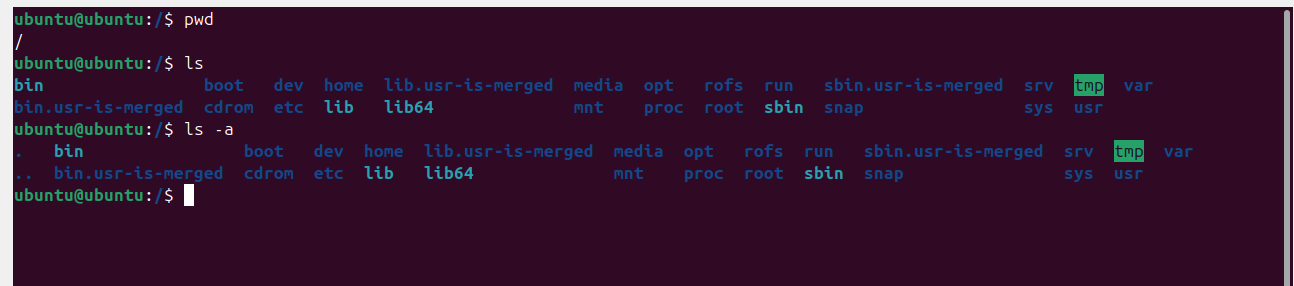 ubuntu@ubuntu:/$ pwd
/
ubuntu@ubuntu:/$ ls
bin                boot   dev  home  lib.usr-is-merged  media  opt   rofs  run   sbin.usr-is-merged  srv  tmp  var
bin.usr-is-merged  cdrom  etc  lib   lib64              mnt    proc  root  sbin  snap                sys  usr
ubuntu@ubuntu:/$ ls -a
.   bin                boot   dev  home  lib.usr-is-merged  media  opt   rofs  run   sbin.usr-is-merged  srv  tmp  var
..  bin.usr-is-merged  cdrom  etc  lib   lib64              mnt    proc  root  sbin  snap                sys  usr
ubuntu@ubuntu:/$